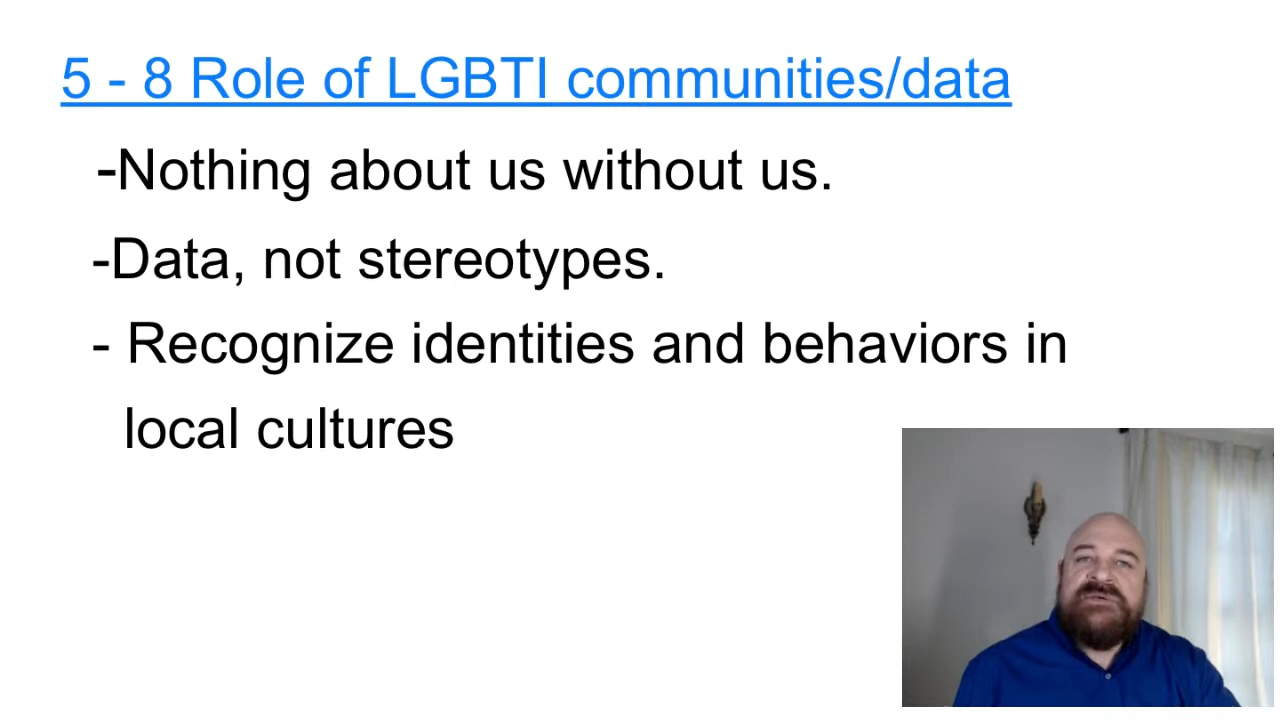 5 - 8 Role of LGBTI communities/data
-Nothing about us without us.
-Data, not stereotypes.
- Recognize identities and behaviors in
local cultures